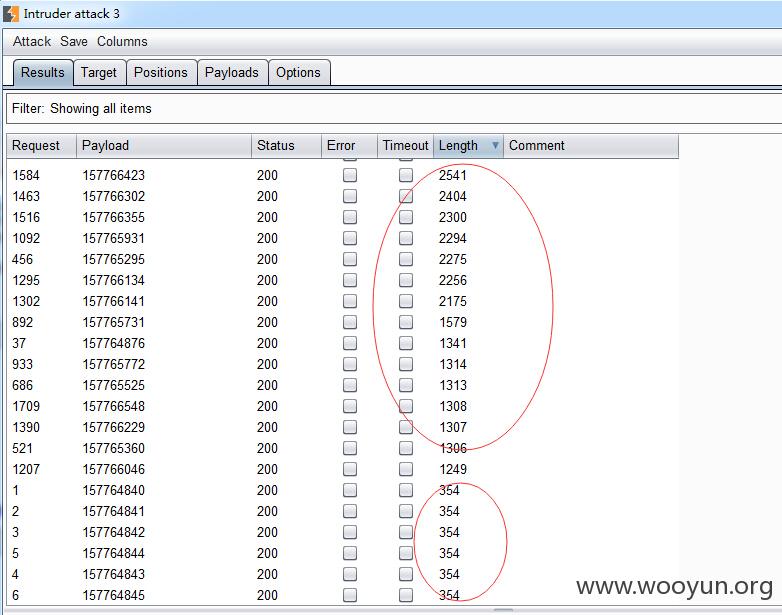 Intruder attack 3
Attack Save Columns
Results Target Positions Payloads Options
Filter: Showing all items
Request Payload Status Error Timeout Length Comment
1584 157766423 200 2541
1463 157766302 200 2404
1516 157766355 200 2300
1092 157765931 200 2294
456 157765295 200 2275
1295 157766134 200 2256
1302 157766141 200 2175
892 157765731 200 1579
37 157764876 200 1341
933 157765772 200 1314
686 157765525 200 1313
1709 157766548 200 1308
1390 157766229 200 1307
521 157765360 200 1306
1207 157766046 200 1249
1 157764840 200 354
2 157764841 200 354
3 157764842 200 354
5 157764844 200 354
4 157764843 200 354
6 157764845 200 354
www.wooyun.org